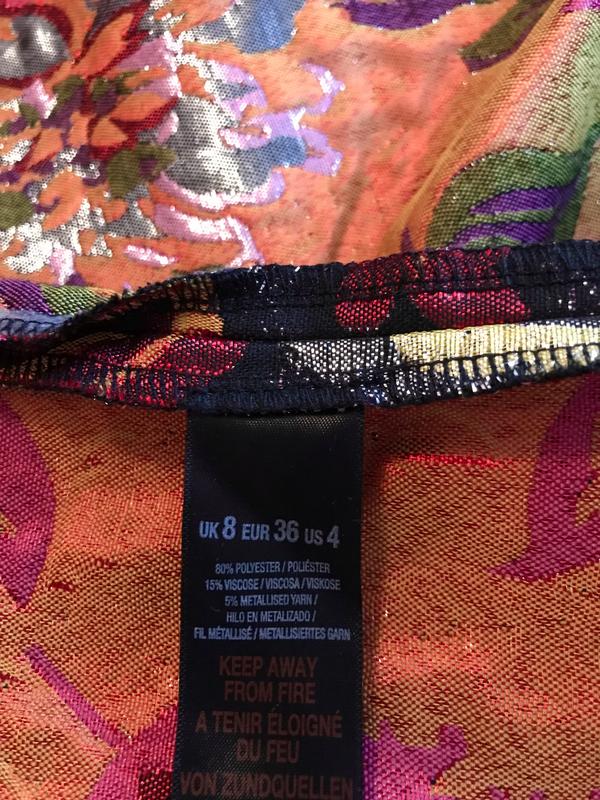 UK 8 EUR 36 US 4
80% POLYESTER / POLIÉSTER
15% VISCOSE / VISCOSA / VISKOSE
5% METALLISED YARN /
HILO EN METALIZADO /
FIL MÉTALLISÉ / METALLISIERTES GARN
KEEP AWAY
FROM FIRE
A TENIR ÉLOIGNÉ
DU FEU
VON ZUNDQUELLEN